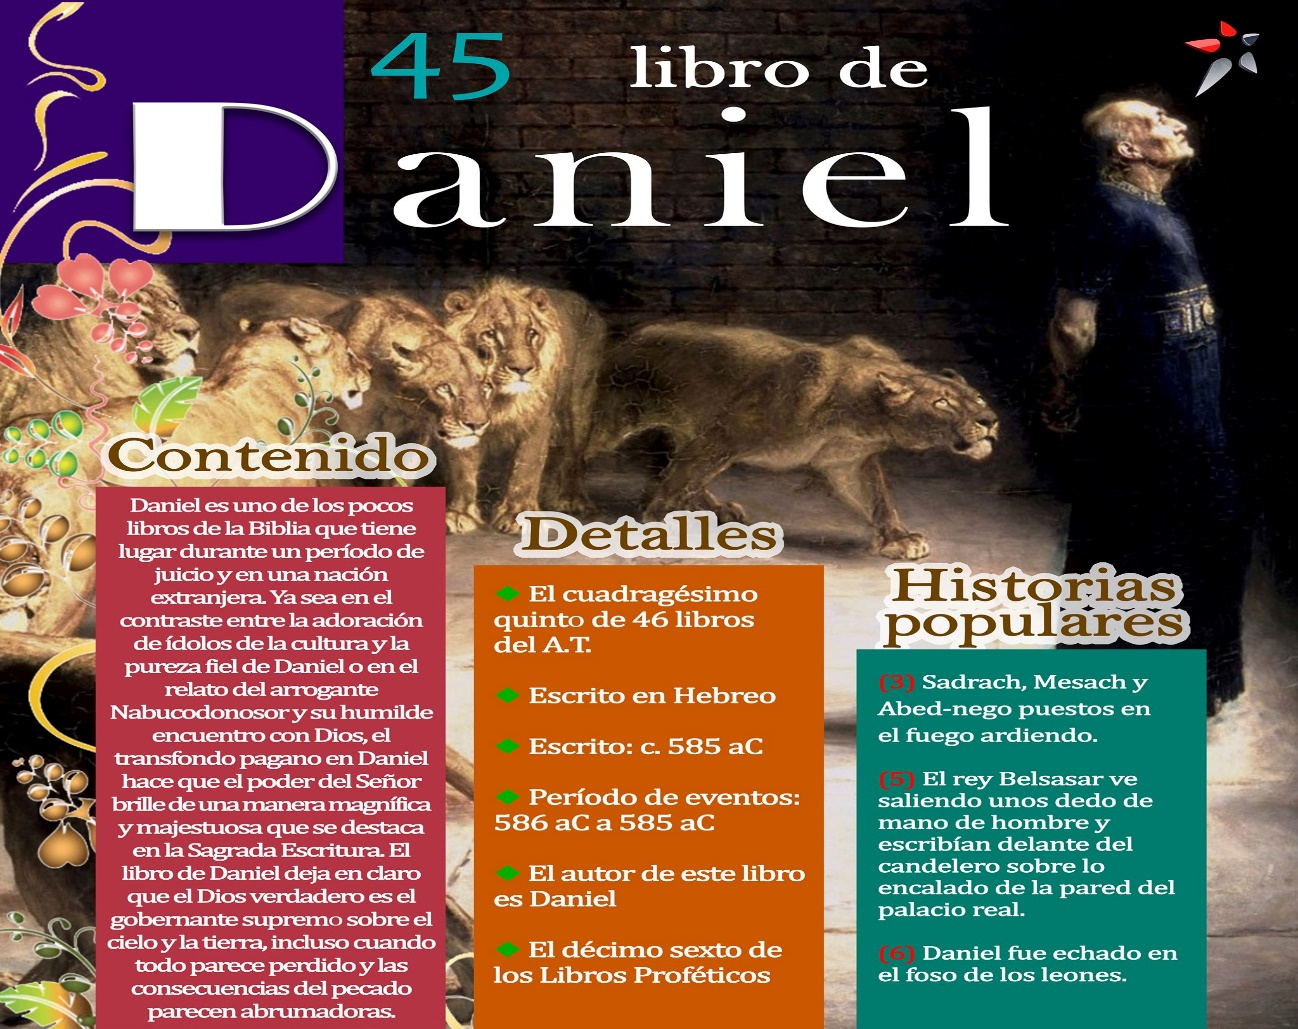 45 libro de
Daniel
Contenido
Daniel es uno de los pocos
libros de la Biblia que tiene
lugar durante un período de
juicio y en una nación
extranjera. Ya sea en el
contraste entre la adoración
de ídolos de la cultura y la
pureza fiel de Daniel o en el
relato del arrogante
Nabucodonosor y su humilde
encuentro con Dios, el
transfondo pagano en Daniel
hace que el poder del Señor
brille de una manera magnífica
y majestuosa que se destaca
en la Sagrada Escritura. El
libro de Daniel deja en claro
que el Dios verdadero es el
gobernante supremo sobre el
cielo y la tierra, incluso cuando
todo parece perdido y las
consecuencias del pecado
parecen abrumadoras.
Detalles
El cuadragésimo
quinto de 46 libros
del A.T.
Escrito en Hebreo
Escrito: c. 585 aC
Período de eventos:
586 aC a 585 aC
El autor de este libro
es Daniel
El décimo sexto de
los Libros Proféticos
Historias
populares
(3) Sadrach, Mesach y
Abed-nego puestos en
el fuego ardiendo.
(5) El rey Belsasar ve
saliendo unos dedo de
mano de hombre y
escribían delante del
candelero sobre lo
encalado de la pared del
palacio real.
(6) Daniel fue echado en
el foso de los leones.